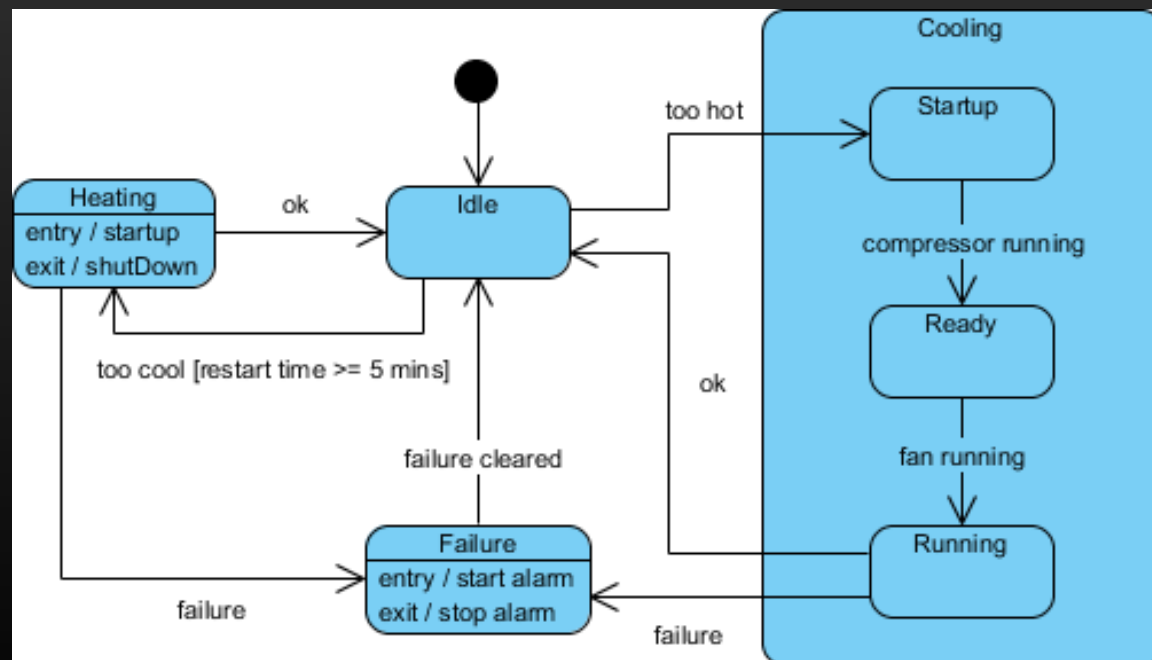 Cooling
Startup
too hot
Heating
entry / startup
exit / shutDown
ok
Idle
compressor running
Ready
too cool [restart time >= 5 mins]
ok
failure cleared
fan running
Failure
entry / start alarm
exit / stop alarm
Running
failure
failure